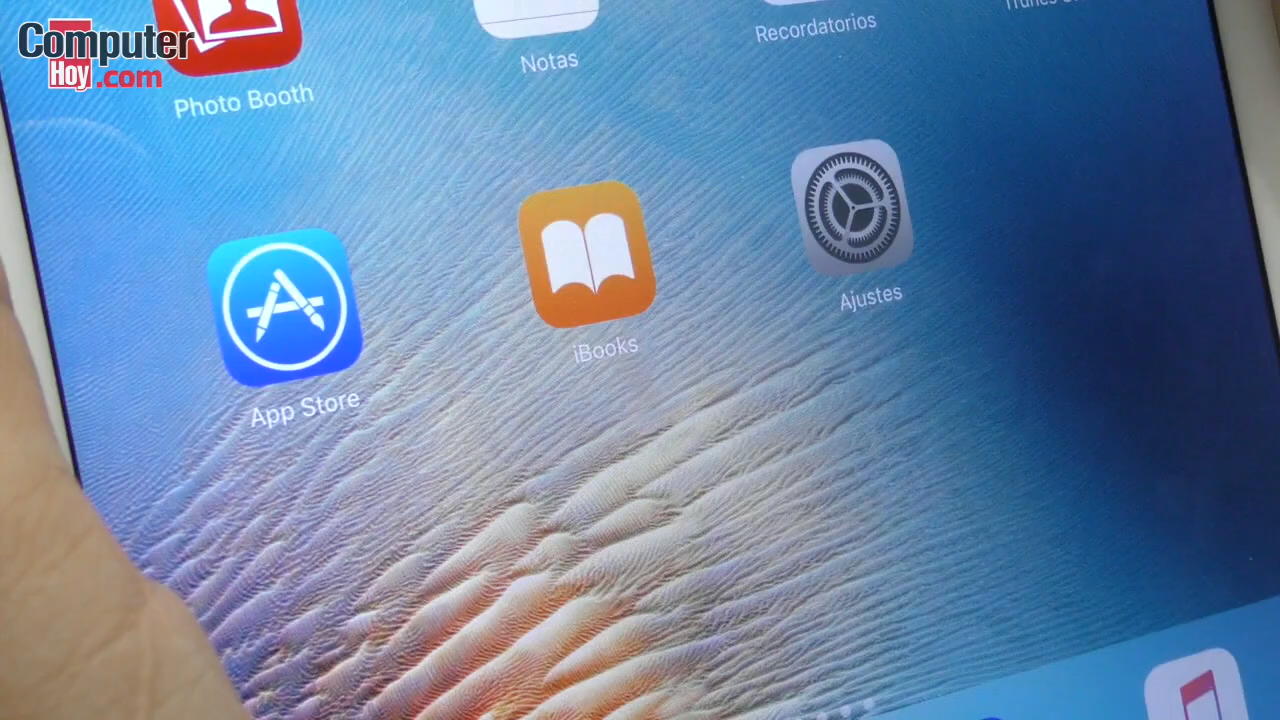 Computer
Hoy.com
Photo Booth
Notas
Recordatorios
App Store
iBooks
Ajustes